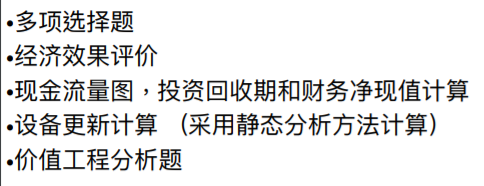 •多项选择题
•经济效果评价
•现金流量图，投资回收期和财务净现值计算
•设备更新计算 （采用静态分析方法计算）
•价值工程分析题